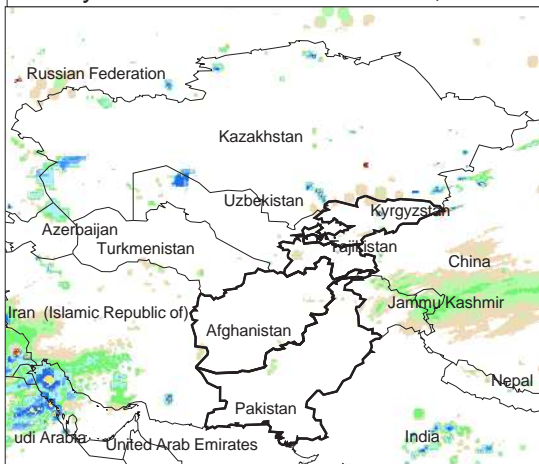 Russian Federation
Kazakhstan
Uzbekistan
Kyrgyzstan
Azerbaijan
Turkmenistan
Tajikistan
China
Iran (Islamic Republic of)
Jammu Kashmir
Afghanistan
Nepal
Pakistan
udi Arabia
United Arab Emirates
India